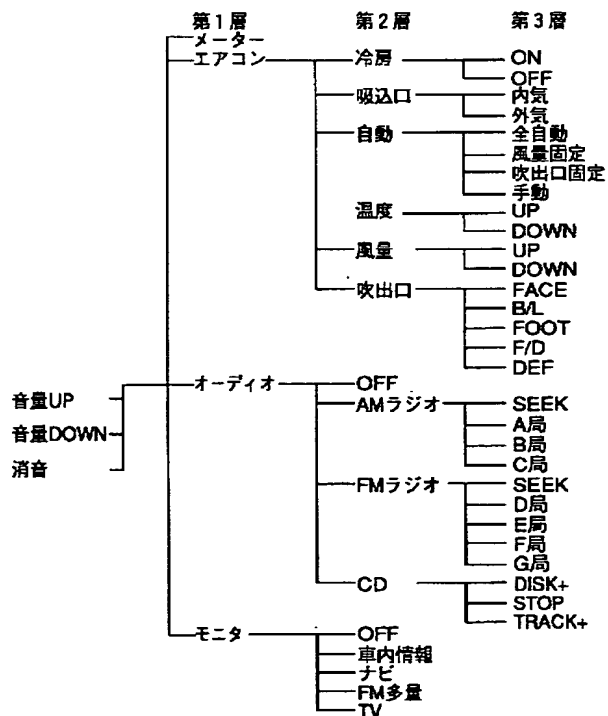 第1層 第2層 第3層
メーター
エアコン 冷房 ON
OFF
吸込口 内気
外気
自動 全自動
風量固定
吹出口固定
手動
温度 UP
DOWN
風量 UP
DOWN
吹出口 FACE
B/L
FOOT
F/D
DEF
オーディオ OFF
音量UP
AMラジオ SEEK
A局
音量DOWN
B局
C局
消音
FMラジオ SEEK
D局
E局
F局
G局
CD DISK+
STOP
TRACK+
モニタ OFF
車内情報
ナビ
FM多量
TV